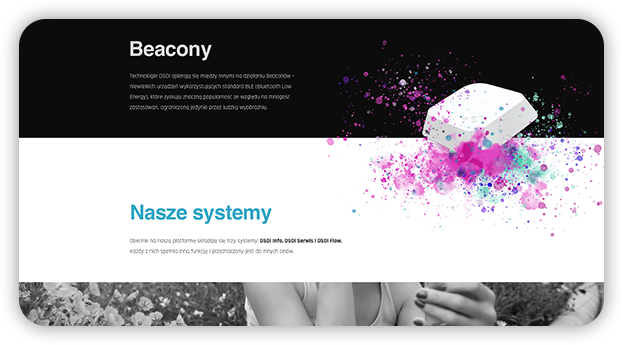 Beacony
Technologie DSDI opierają się między innymi na działaniu Beaconów -
niewielkich urządzeń wykorzystujących standard BLE (Bluetooth Low
Energy), które zyskują znaczną popularność ze względu na mnogość
zastosowań, ograniczoną jedynie przez ludzką wyobraźnię.
Nasze systemy
Obecnie na naszą platformę składają się trzy systemy: DSDI Info, DSDI Serwis i DSDI Flow.
Każdy z nich spełnia inną funkcję i przeznaczony jest do innych celów.